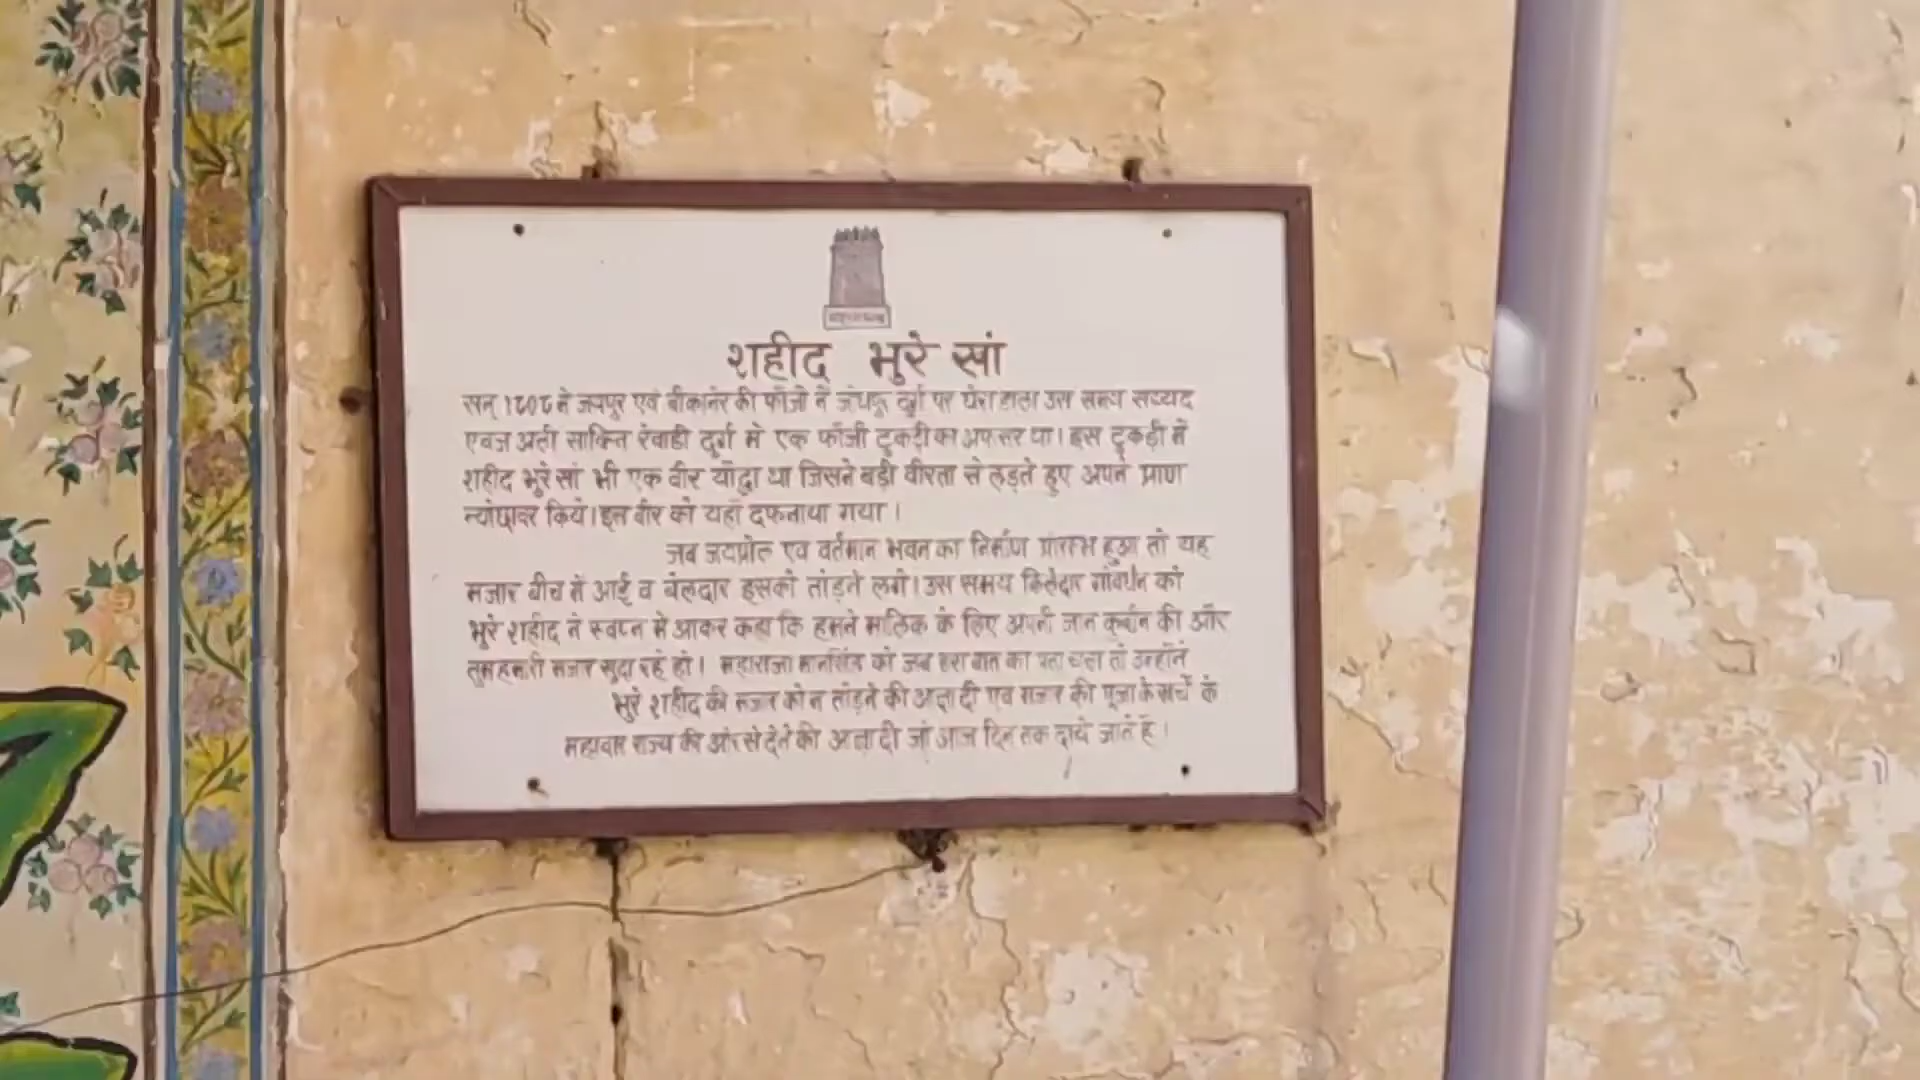 शहीद भुरे खां
सन् १८०८ मे जयपुर एवं बीकानेर की फौजो ने जोधपुर दुर्ग पर घेरा डाला उस समय सय्यद
एवज अली साकिन रेवाडी दुर्ग मे एक फौजी टुकडी का अफसर था। इस टुकड़ी में
शहीद भुरे खां भी एक वीर योद्धा था जिसने बड़ी वीरता से लड़ते हुए अपने प्राण
न्योछावर किये। इस वीर को यहाँ दफनाया गया।
जब जयप्रोल एवं वर्तमान भवन का निर्माण प्रारम्भ हुआ तो यह
मजार बीच में आई व बेलदार इसको तोड़ने लगे। उस समय किलेदार गोवर्धन को
भुरे शहीद ने स्वप्न मे आकर कहा कि हमने मालिक के लिए अपनी जान कुर्बान की और
तुम हमारी मजार खुदा रहे हो। महाराजा मानसिंह को जब इस बात का पता चला तो उन्होंने
भुरे शहीद की मजार को न तोड़ने की आज्ञा दी एवं मजार की पूजा के खर्चे के
राज्य की ओर से देने की आज्ञा दी जो आज दिन तक जाते है।